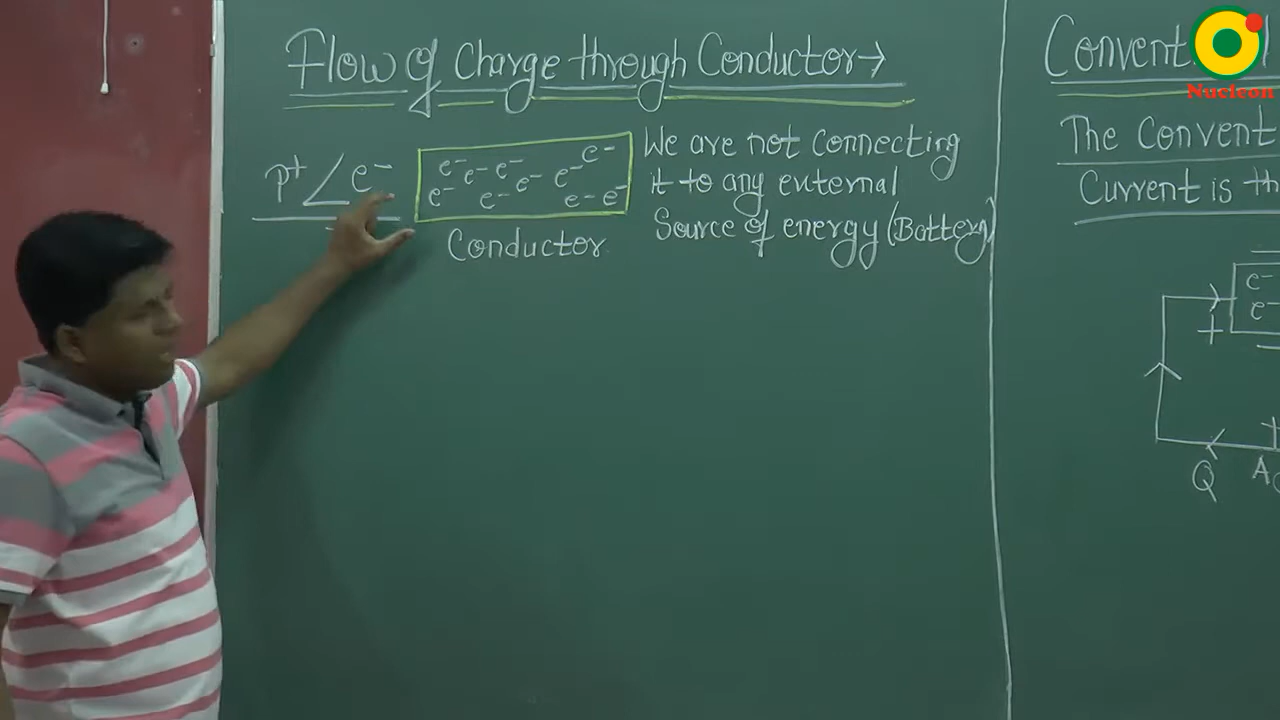 Flow of Charge through Conductor→
P+ < e-
e- e- e- e- e-
e- e- e- e- e-
Conductor
We are not connecting
it to any external
Source of energy (Battery)
Convent
The Convent
Current is th
e-
e-
+
Q
A
+
Nucleon